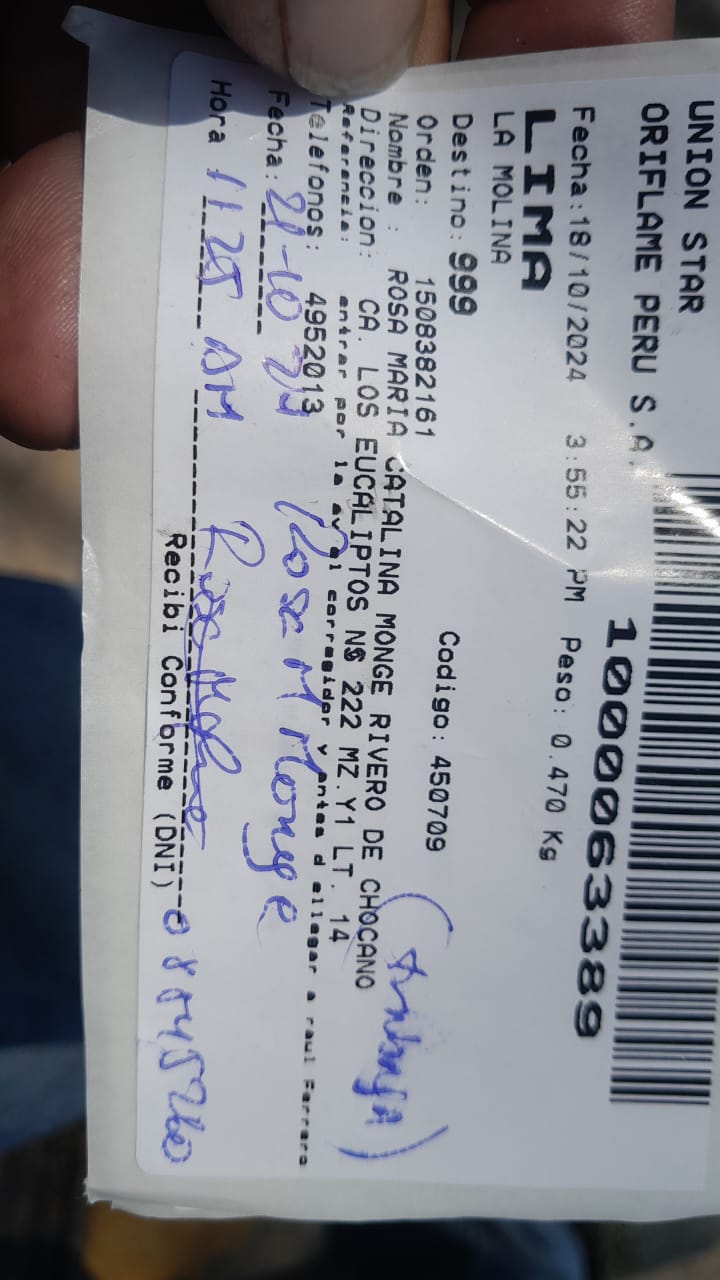 UNION STAR
ORIFLAME PERU S.A.
1000063389
Fecha:18/10/2024 3:55:22 PM Peso: 0.470 Kg
LIMA
LA MOLINA
Destino: 999
Orden: 1508382161 Codigo: 450709
Nombre : ROSA MARIA CATALINA MONGE RIVERO DE CHOCANO
Direccion: CA. LOS EUCALIPTOS N$ 222 MZ.Y1 LT. 14
Referencia: entrar por la av el corregidor y antes d ellegar a raul Ferrero
Telefonos: 4952013
Fecha: 21-10 24 Rosa M Monge
Hora 11 25 AM Rosa Monge
Recibi Conforme (DNI)